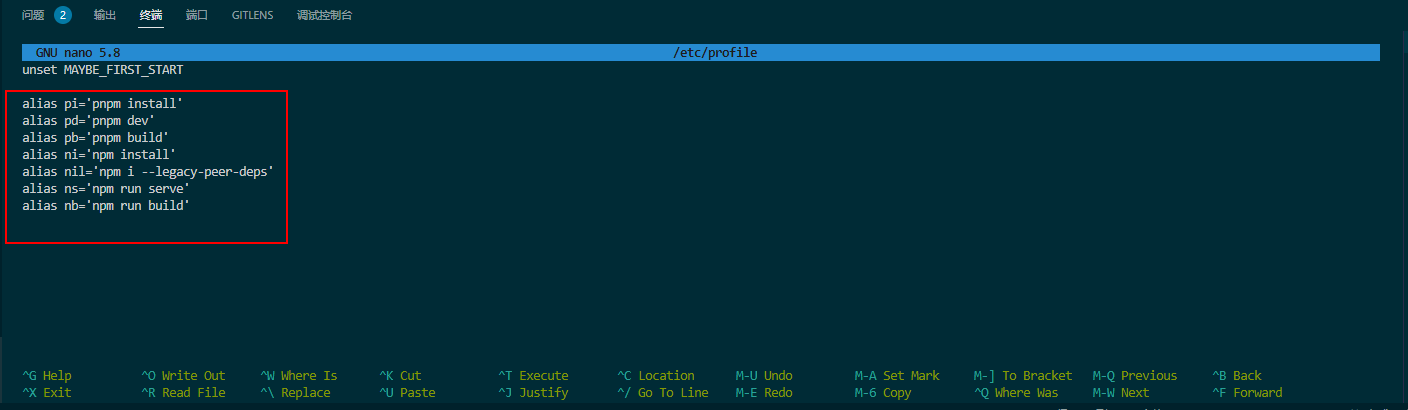 问题 2 输出 终端 端口 GITLENS 调试控制台
GNU nano 5.8 /etc/profile
unset MAYBE_FIRST_START
alias pi='pnpm install'
alias pd='pnpm dev'
alias pb='pnpm build'
alias ni='npm install'
alias nil='npm i --legacy-peer-deps'
alias ns='npm run serve'
alias nb='npm run build'
^G Help ^O Write Out ^W Where Is ^K Cut ^T Execute ^C Location M-U Undo M-A Set Mark M-] To Bracket M-Q Previous ^B Back
^X Exit ^R Read File ^\ Replace ^U Paste ^J Justify ^/ Go To Line M-E Redo M-6 Copy ^Q Where Was M-W Next ^F Forward